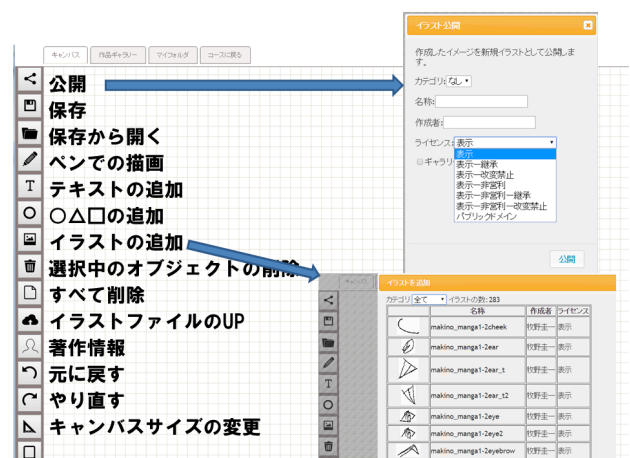 キャンバス 作品ギャラリー マイフォルダ コースに戻る
公開
保存
保存から開く
ペンでの描画
T テキストの追加
○△□の追加
イラストの追加
選択中のオブジェクトの削除
すべて削除
イラストファイルのUP
著作情報
元に戻す
やり直す
キャンバスサイズの変更
イラスト公開
作成したイメージを新規イラストとして公開しま
す。
カテゴリ: なし
名称:
作成者:
ライセンス: 表示
表示
表示ー継承
表示ー改変禁止
表示ー非営利
表示ー非営利ー継承
表示ー非営利ー改変禁止
パブリックドメイン
ギャラリ
公開
キャンバス
T
イラストを追加
カテゴリ 全て イラストの数: 283
名称 作成者 ライセンス
makino_manga1-2cheek 牧野圭一 表示
makino_manga1-2ear 牧野圭一 表示
makino_manga1-2ear_t 牧野圭一 表示
makino_manga1-2ear_t2 牧野圭一 表示
makino_manga1-2eye 牧野圭一 表示
makino_manga1-2eye2 牧野圭一 表示
makino_manga1-2eyebrow 牧野圭一 表示